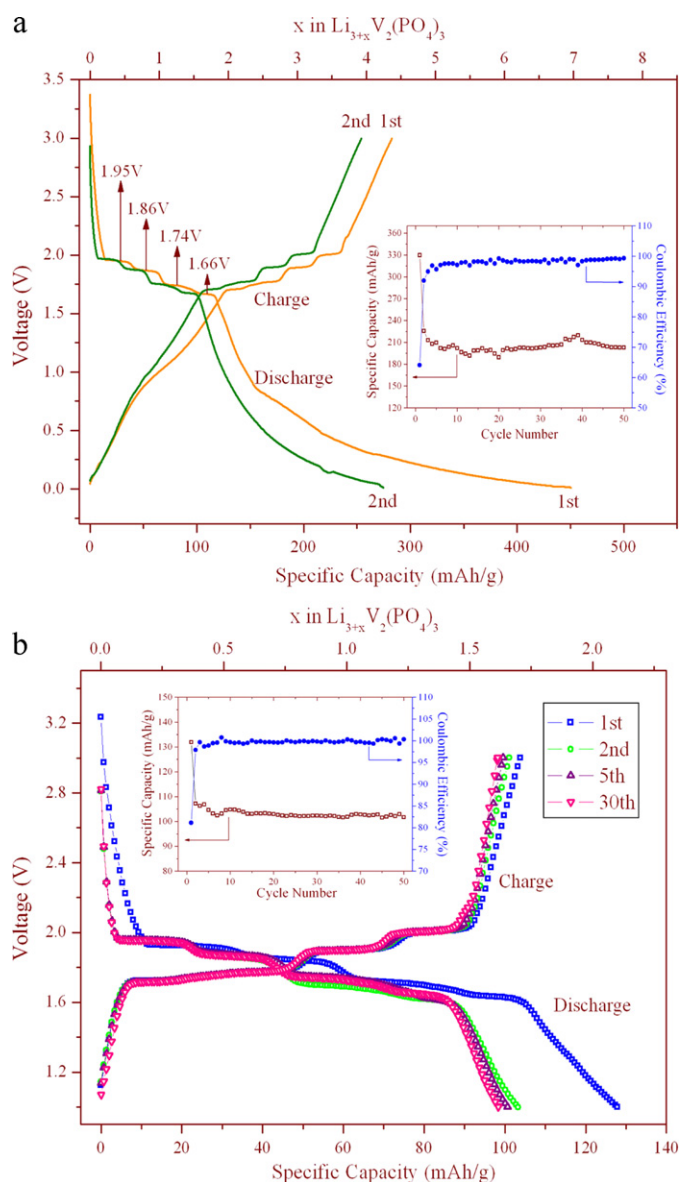 a
x in Li3+xV2(PO4)3
0 1 2 3 4 5 6 7 8
3.5
3.0
2.5
2.0
1.5
1.0
0.5
0.0
Voltage (V)
2nd 1st
1.95V
1.86V
1.74V
1.66V
Charge
Discharge
2nd
1st
360
330
300
270
240
210
180
150
120
Specific Capacity (mAh/g)
110
100
90
80
70
60
50
Coulombic Efficiency (%)
0 10 20 30 40 50
Cycle Number
0 100 200 300 400 500
Specific Capacity (mAh/g)
b
x in Li3+xV2(PO4)3
0.0 0.5 1.0 1.5 2.0
3.2
2.8
2.4
2.0
1.6
1.2
Voltage (V)
150
140
130
120
110
100
90
80
Specific Capacity (mAh/g)
110
105
100
95
90
85
80
75
70
Coulombic Efficiency (%)
0 10 20 30 40 50
Cycle Number
1st
2nd
5th
30th
Charge
Discharge
0 20 40 60 80 100 120 140
Specific Capacity (mAh/g)